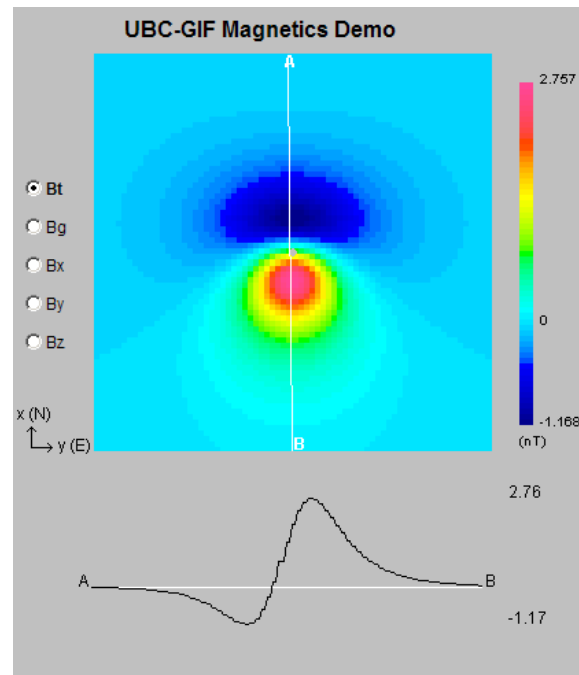 UBC-GIF Magnetics Demo
A
2.757
Bt
Bg
Bx
By
Bz
0
x (N)
y (E)
B
-1.168
(nT)
2.76
A
B
-1.17